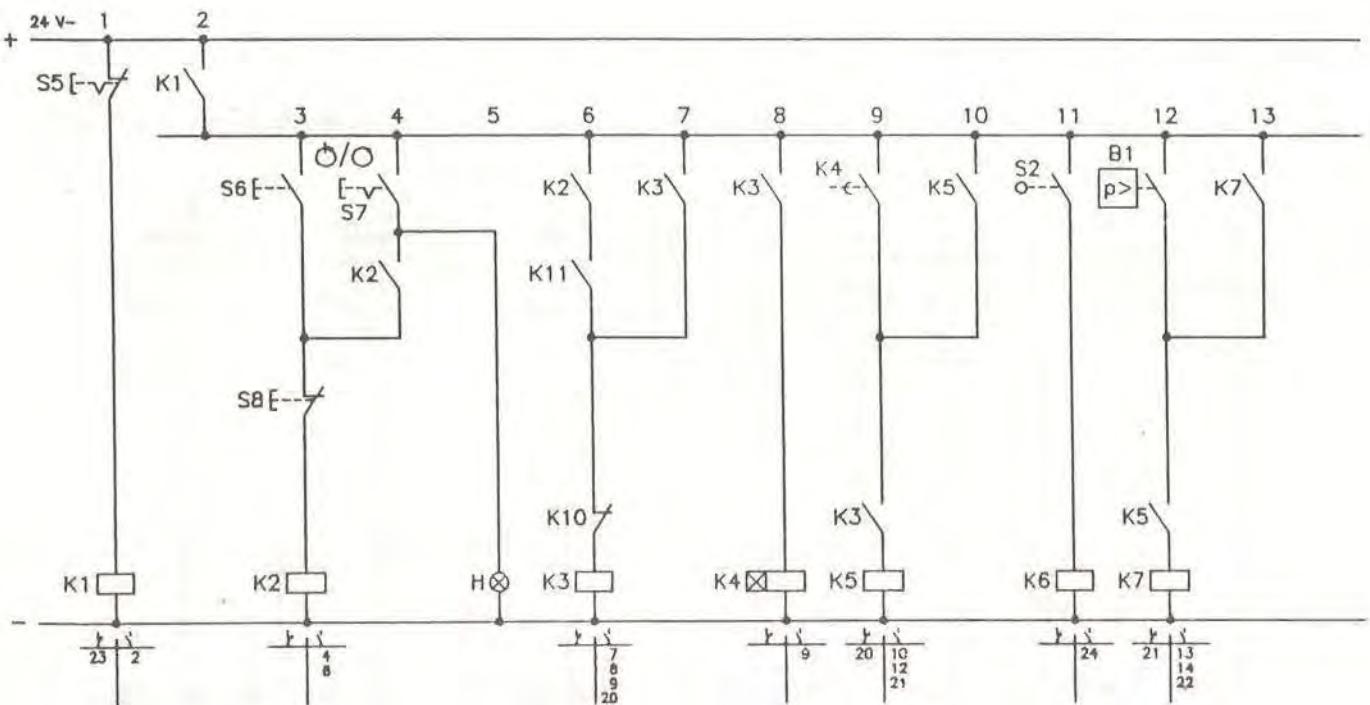 24 V-
1 2
+
S5 K1
3 4 5 6 7 8 9 10 11 12 13
B1
S6 S7 K2 K3 K3 K4 K5 S2 p> K7
K2 K11
S8
K10 K3 K5
K1 K2 H K3 K4 K5 K6 K7
-
23 2 4 7 9 20 10 24 21 13
8 8 12 14
9 21 22
20